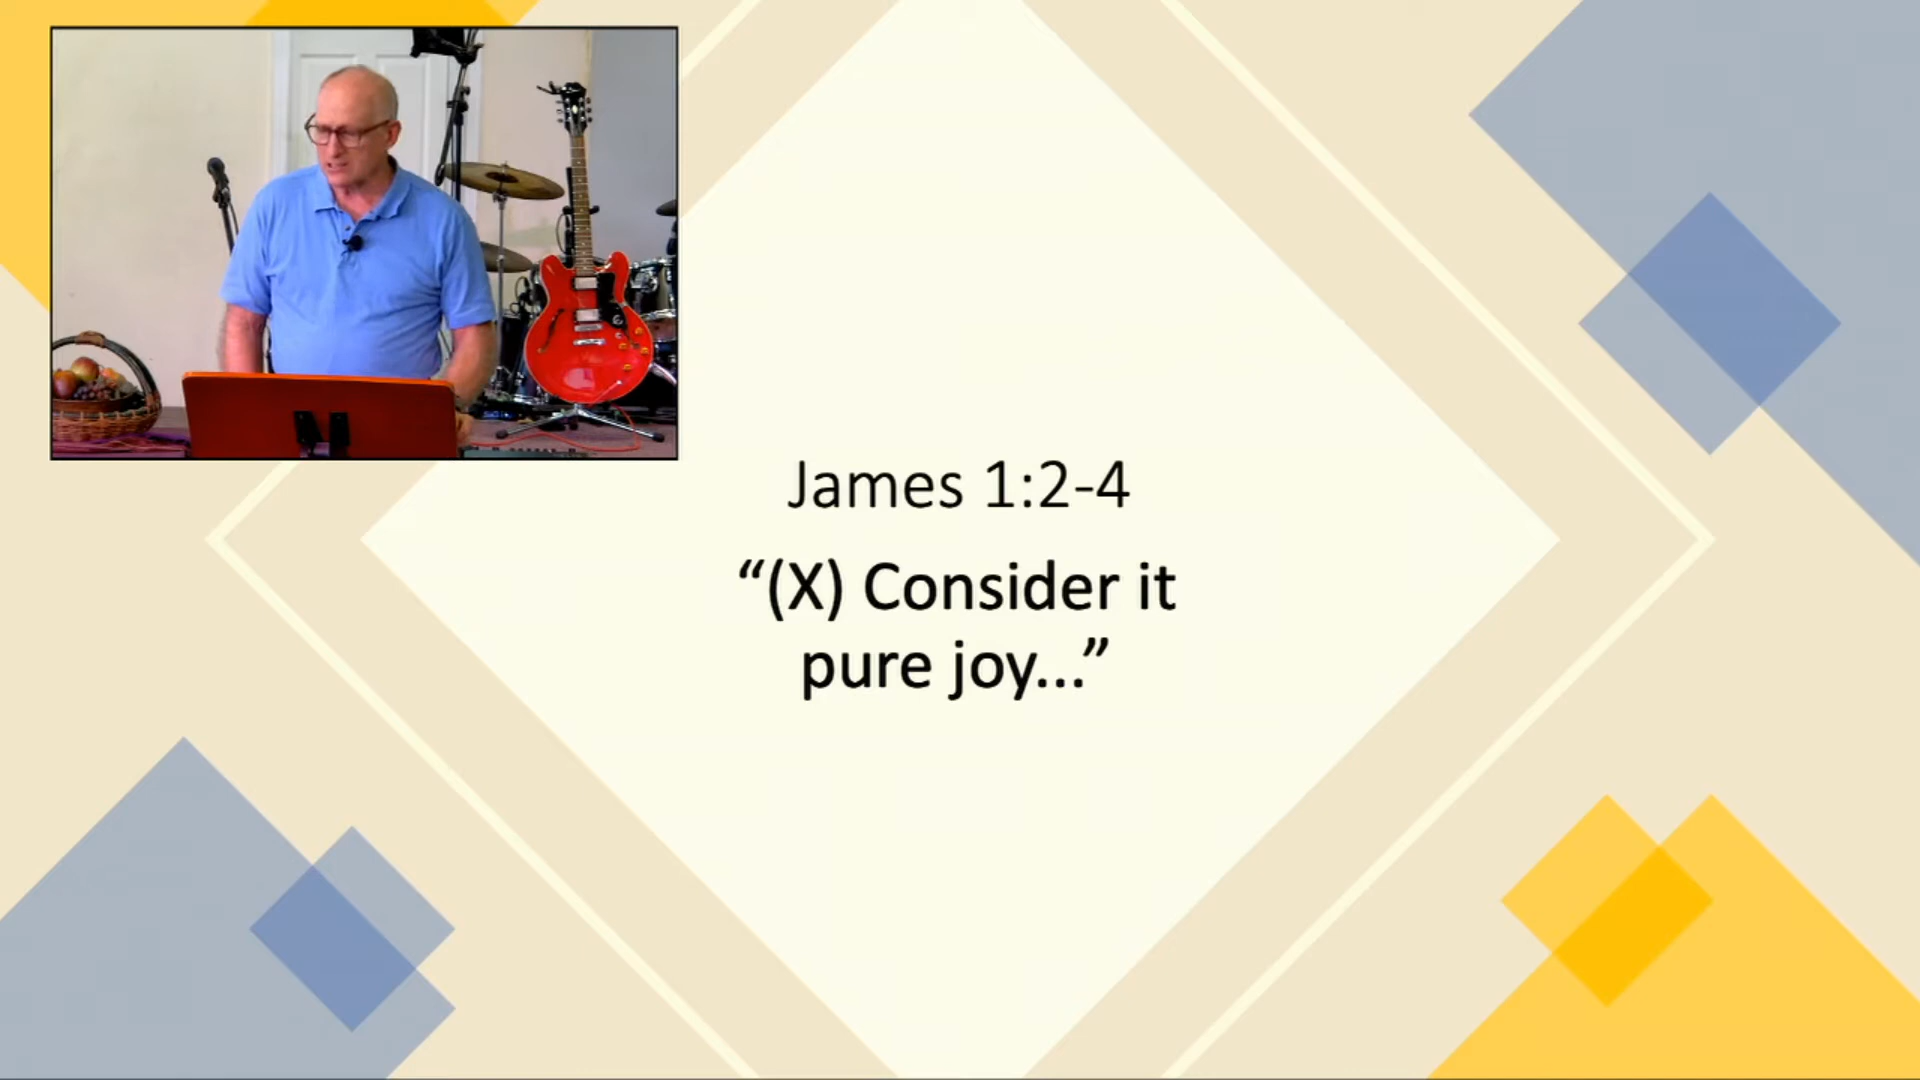 James 1:2-4
“(X) Consider it
pure joy...”